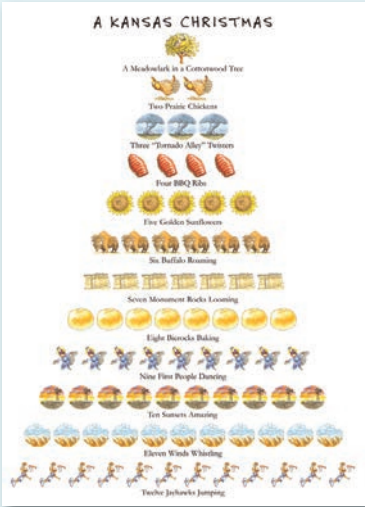 A KANSAS CHRISTMAS
A Meadowlark in a Cottonwood Tree
Two Prairie Chickens
Three "Tornado Alley" Twisters
Four BBQ Ribs
Five Golden Sunflowers
Six Buffalo Roaming
Seven Monument Rocks Looming
Eight Bierocks Baking
Nine First People Dancing
Ten Sunsets Amazing
Eleven Winds Whistling
Twelve Jayhawks Jumping